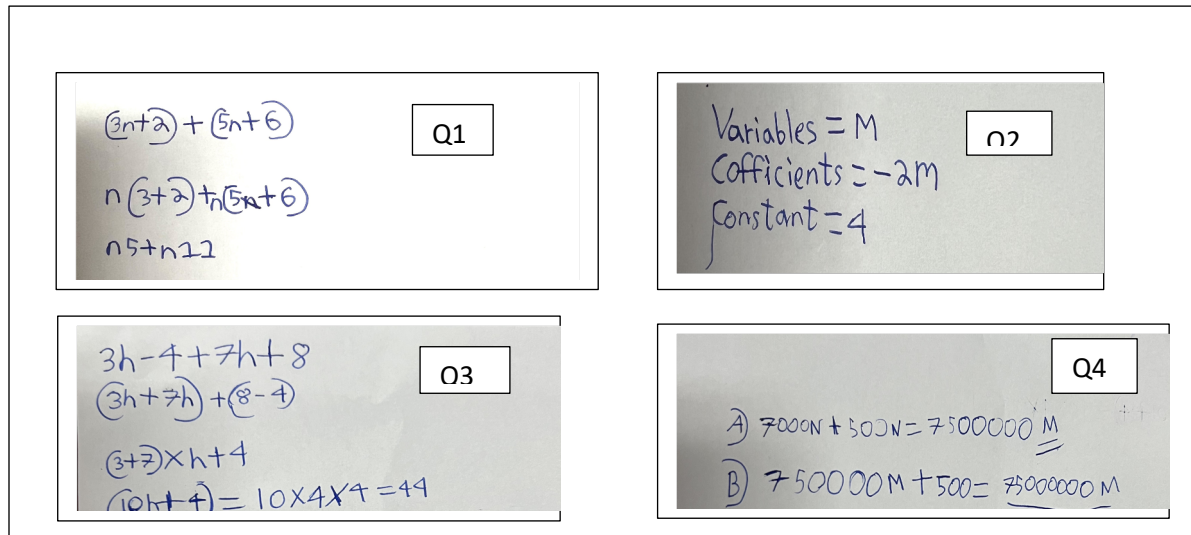 (3n+2) + (5n+6)
Q1
n(3+2)+n(5n+6)
n5+n11
Variables = M
Q2
Cofficients = -2M
Constant = 4
3h-4+7h+8
Q3
(3h+7h) + (8-4)
(3+7)×h+4
(10h+4) = 10×4×4 = 44
Q4
A) 7000N + 500N = 7500000 M
B) 750000M + 500 = 75000000 M